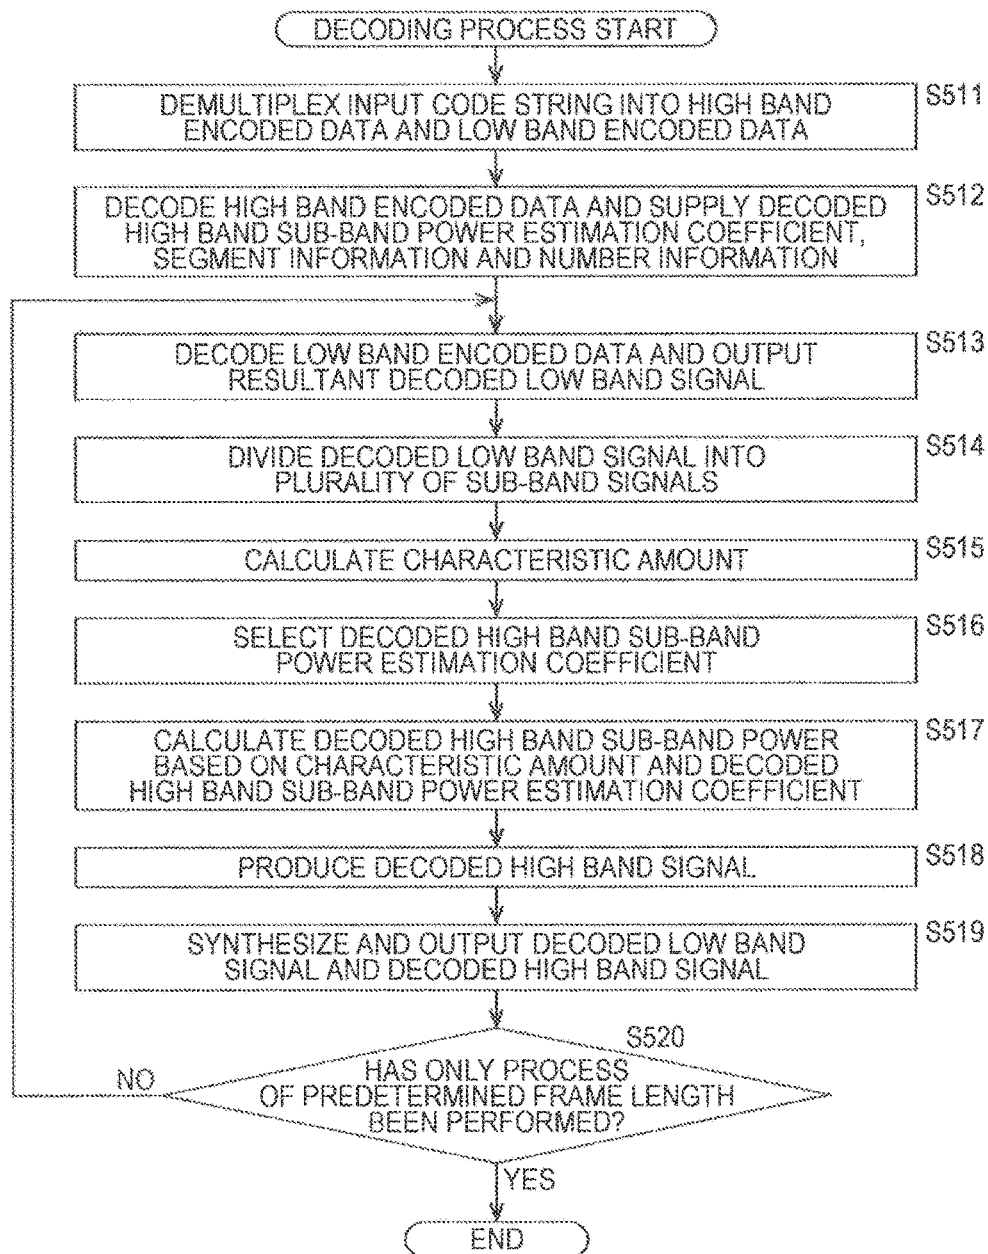 DECODING PROCESS START
S511
DEMULTIPLEX INPUT CODE STRING INTO HIGH BAND
ENCODED DATA AND LOW BAND ENCODED DATA
S512
DECODE HIGH BAND ENCODED DATA AND SUPPLY DECODED
HIGH BAND SUB-BAND POWER ESTIMATION COEFFICIENT,
SEGMENT INFORMATION AND NUMBER INFORMATION
S513
DECODE LOW BAND ENCODED DATA AND OUTPUT
RESULTANT DECODED LOW BAND SIGNAL
S514
DIVIDE DECODED LOW BAND SIGNAL INTO
PLURALITY OF SUB-BAND SIGNALS
S515
CALCULATE CHARACTERISTIC AMOUNT
S516
SELECT DECODED HIGH BAND SUB-BAND
POWER ESTIMATION COEFFICIENT
S517
CALCULATE DECODED HIGH BAND SUB-BAND POWER
BASED ON CHARACTERISTIC AMOUNT AND DECODED
HIGH BAND SUB-BAND POWER ESTIMATION COEFFICIENT
S518
PRODUCE DECODED HIGH BAND SIGNAL
S519
SYNTHESIZE AND OUTPUT DECODED LOW BAND
SIGNAL AND DECODED HIGH BAND SIGNAL
S520
HAS ONLY PROCESS
OF PREDETERMINED FRAME LENGTH
BEEN PERFORMED?
NO
YES
END